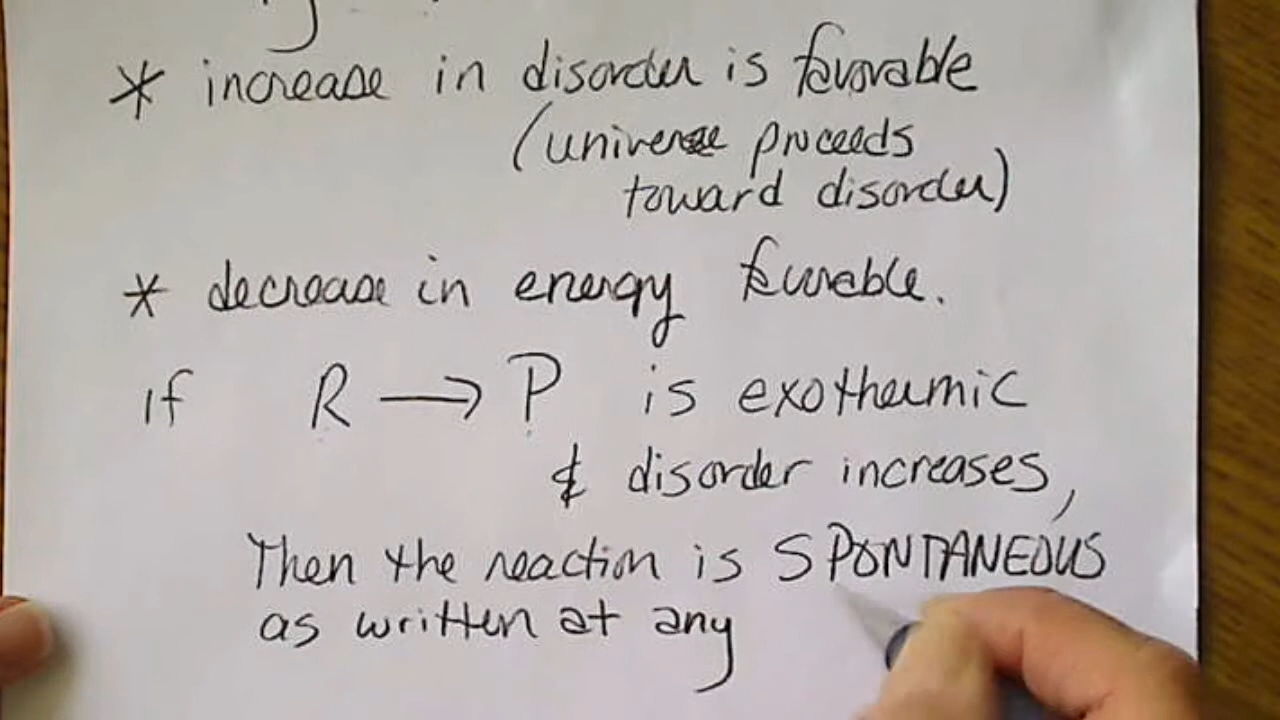 * increase in disorder is favorable
(universe proceeds
toward disorder)
* decrease in energy favorable.
if R → P is exothermic
& disorder increases,
Then the reaction is SPONTANEOUS
as written at any